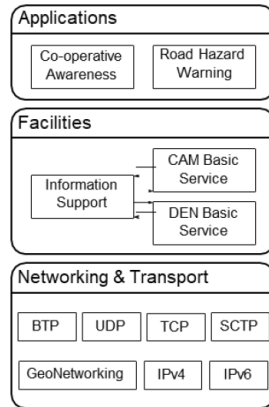 Applications
Co-operative
Awareness
Road Hazard
Warning
Facilities
Information
Support
CAM Basic
Service
DEN Basic
Service
Networking & Transport
BTP
UDP
TCP
SCTP
GeoNetworking
IPv4
IPv6